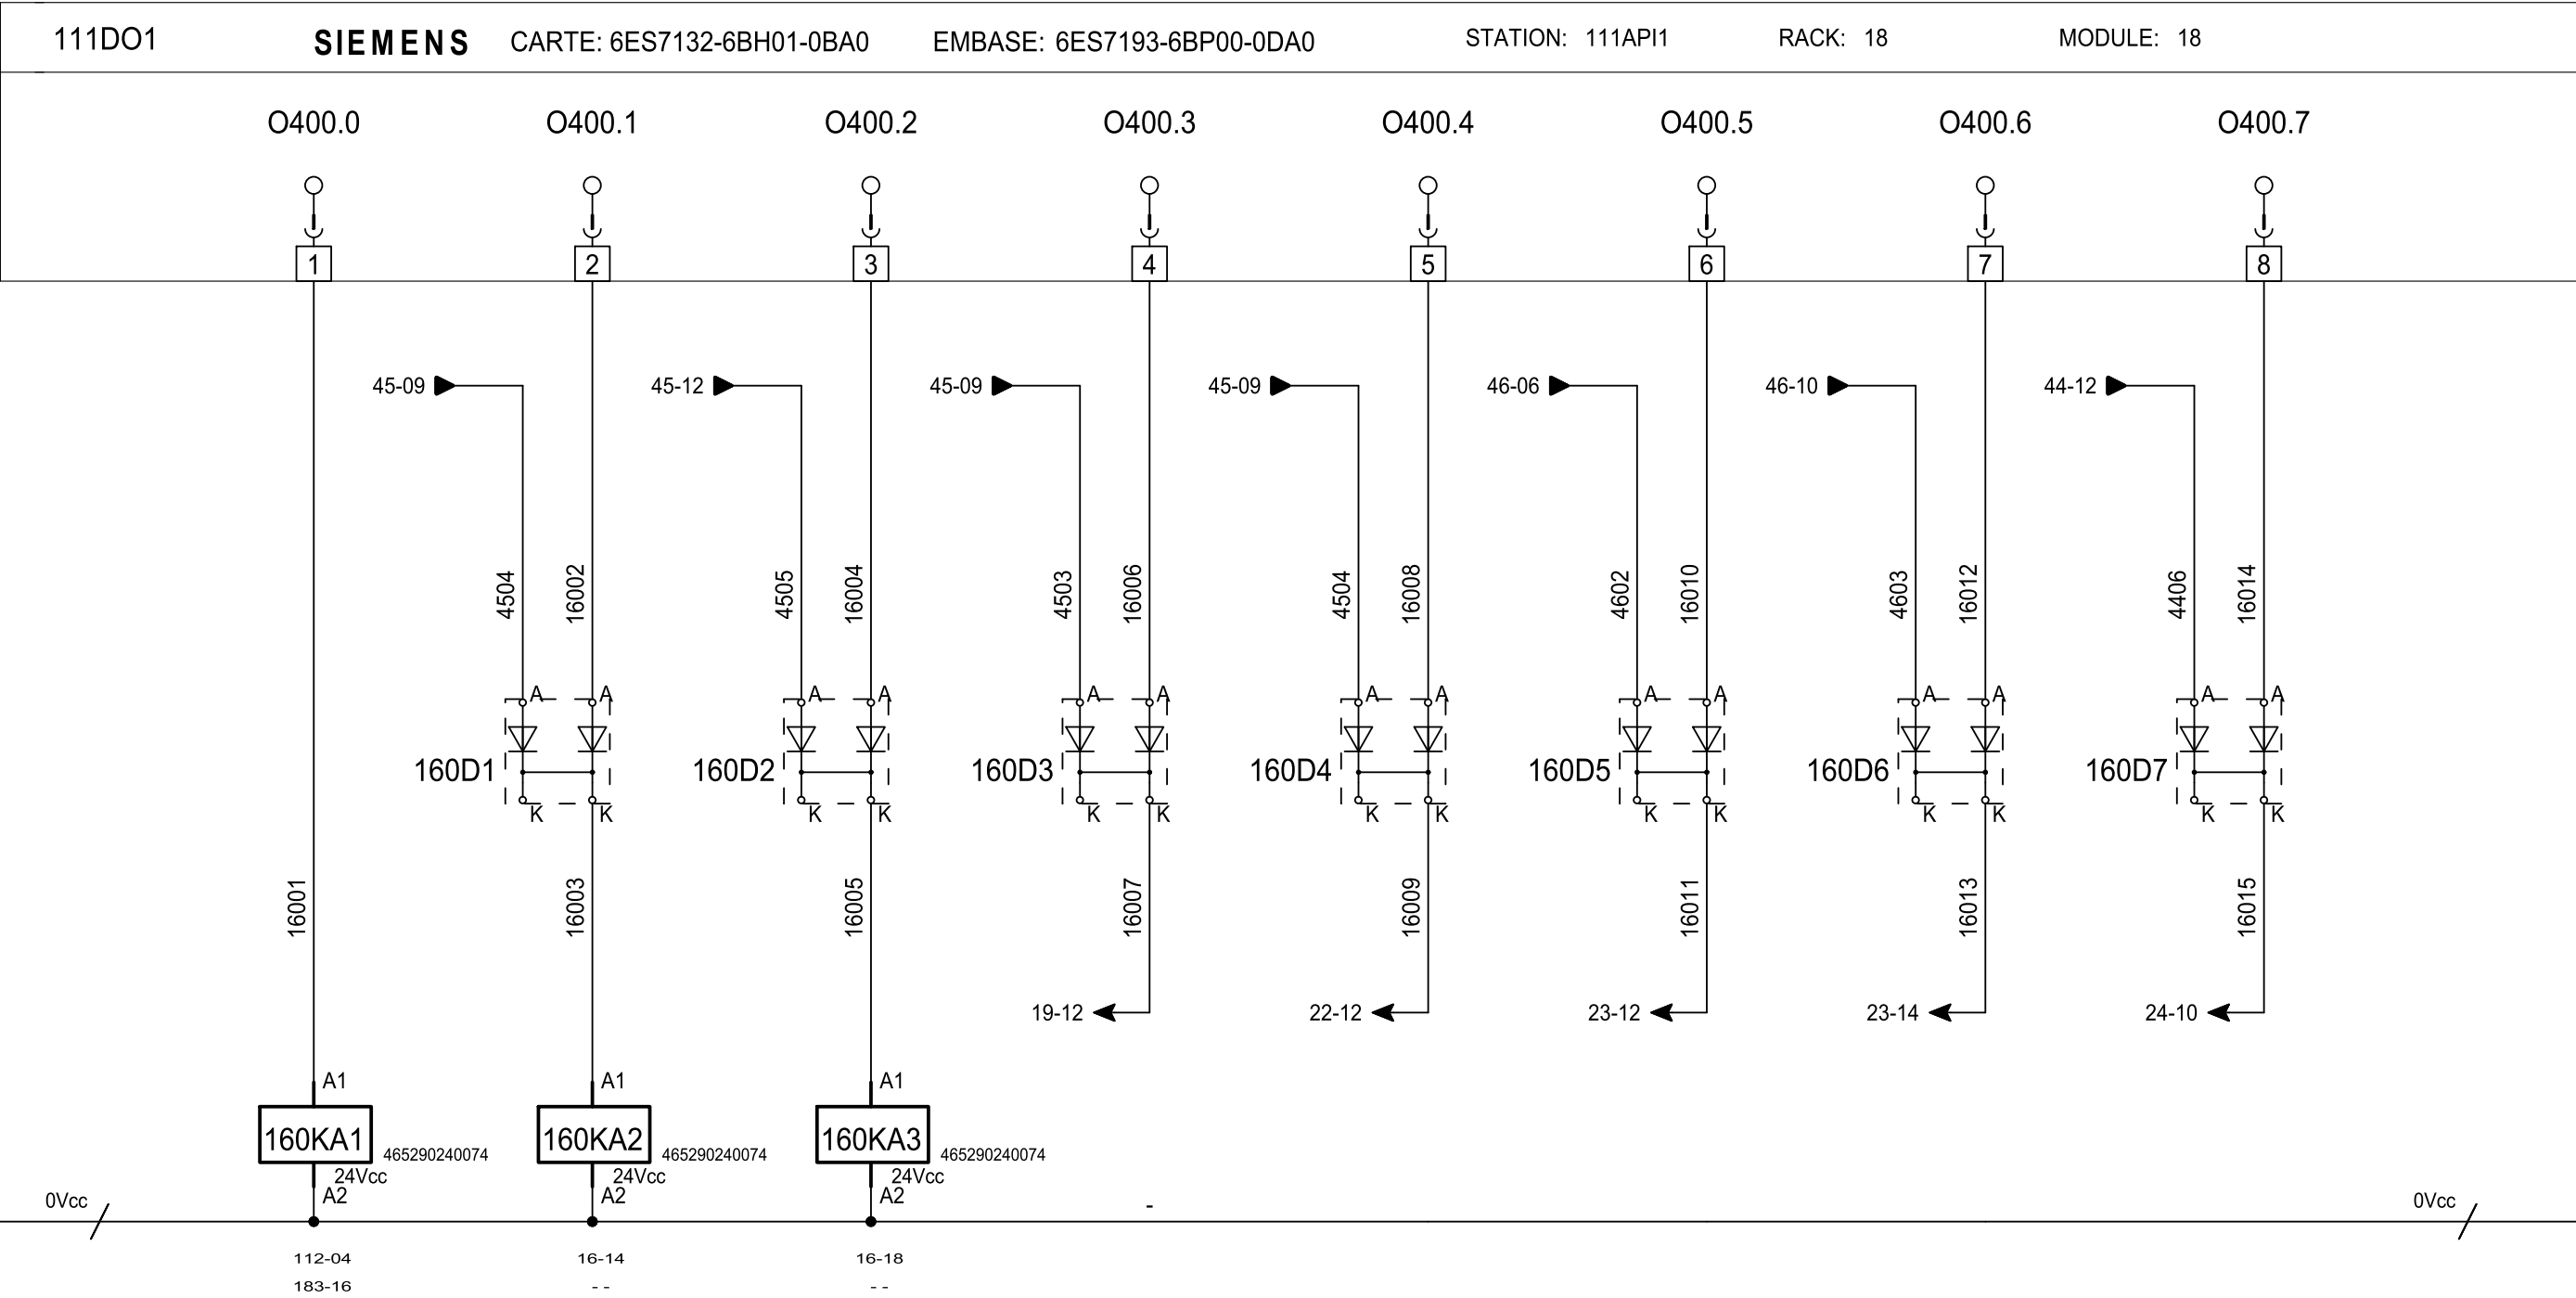 111DO1 SIEMENS CARTE: 6ES7132-6BH01-0BA0 EMBASE: 6ES7193-6BP00-0DA0 STATION: 111API1 RACK: 18 MODULE: 18
O400.0 O400.1 O400.2 O400.3 O400.4 O400.5 O400.6 O400.7
1 2 3 4 5 6 7 8
45-09 45-12 45-09 45-09 46-06 46-10 44-12
4504 16002 4505 16004 4503 16006 4504 16008 4602 16010 4603 16012 4406 16014
A A A A A A A A A A A A A A
160D1 160D2 160D3 160D4 160D5 160D6 160D7
K K K K K K K K K K K K K K
16001 16003 16005 16007 16009 16011 16013 16015
19-12 22-12 23-12 23-14 24-10
A1 A1 A1
160KA1 465290240074 160KA2 465290240074 160KA3 465290240074
24Vcc 24Vcc 24Vcc
0Vcc A2 A2 A2 - 0Vcc
112-04 16-14 16-18
183-16 - - - -